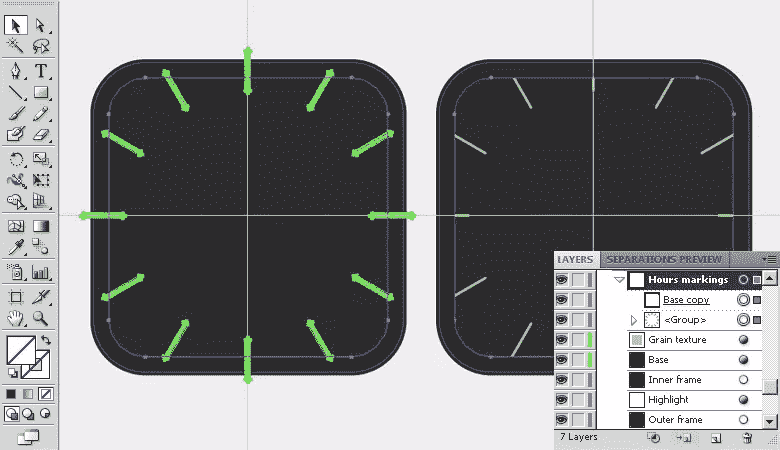 LAYERS SEPARATIONS PREVIEW
Hours markings
Base copy
<Group>
Grain texture
Base
Inner frame
Highlight
Outer frame
7 Layers